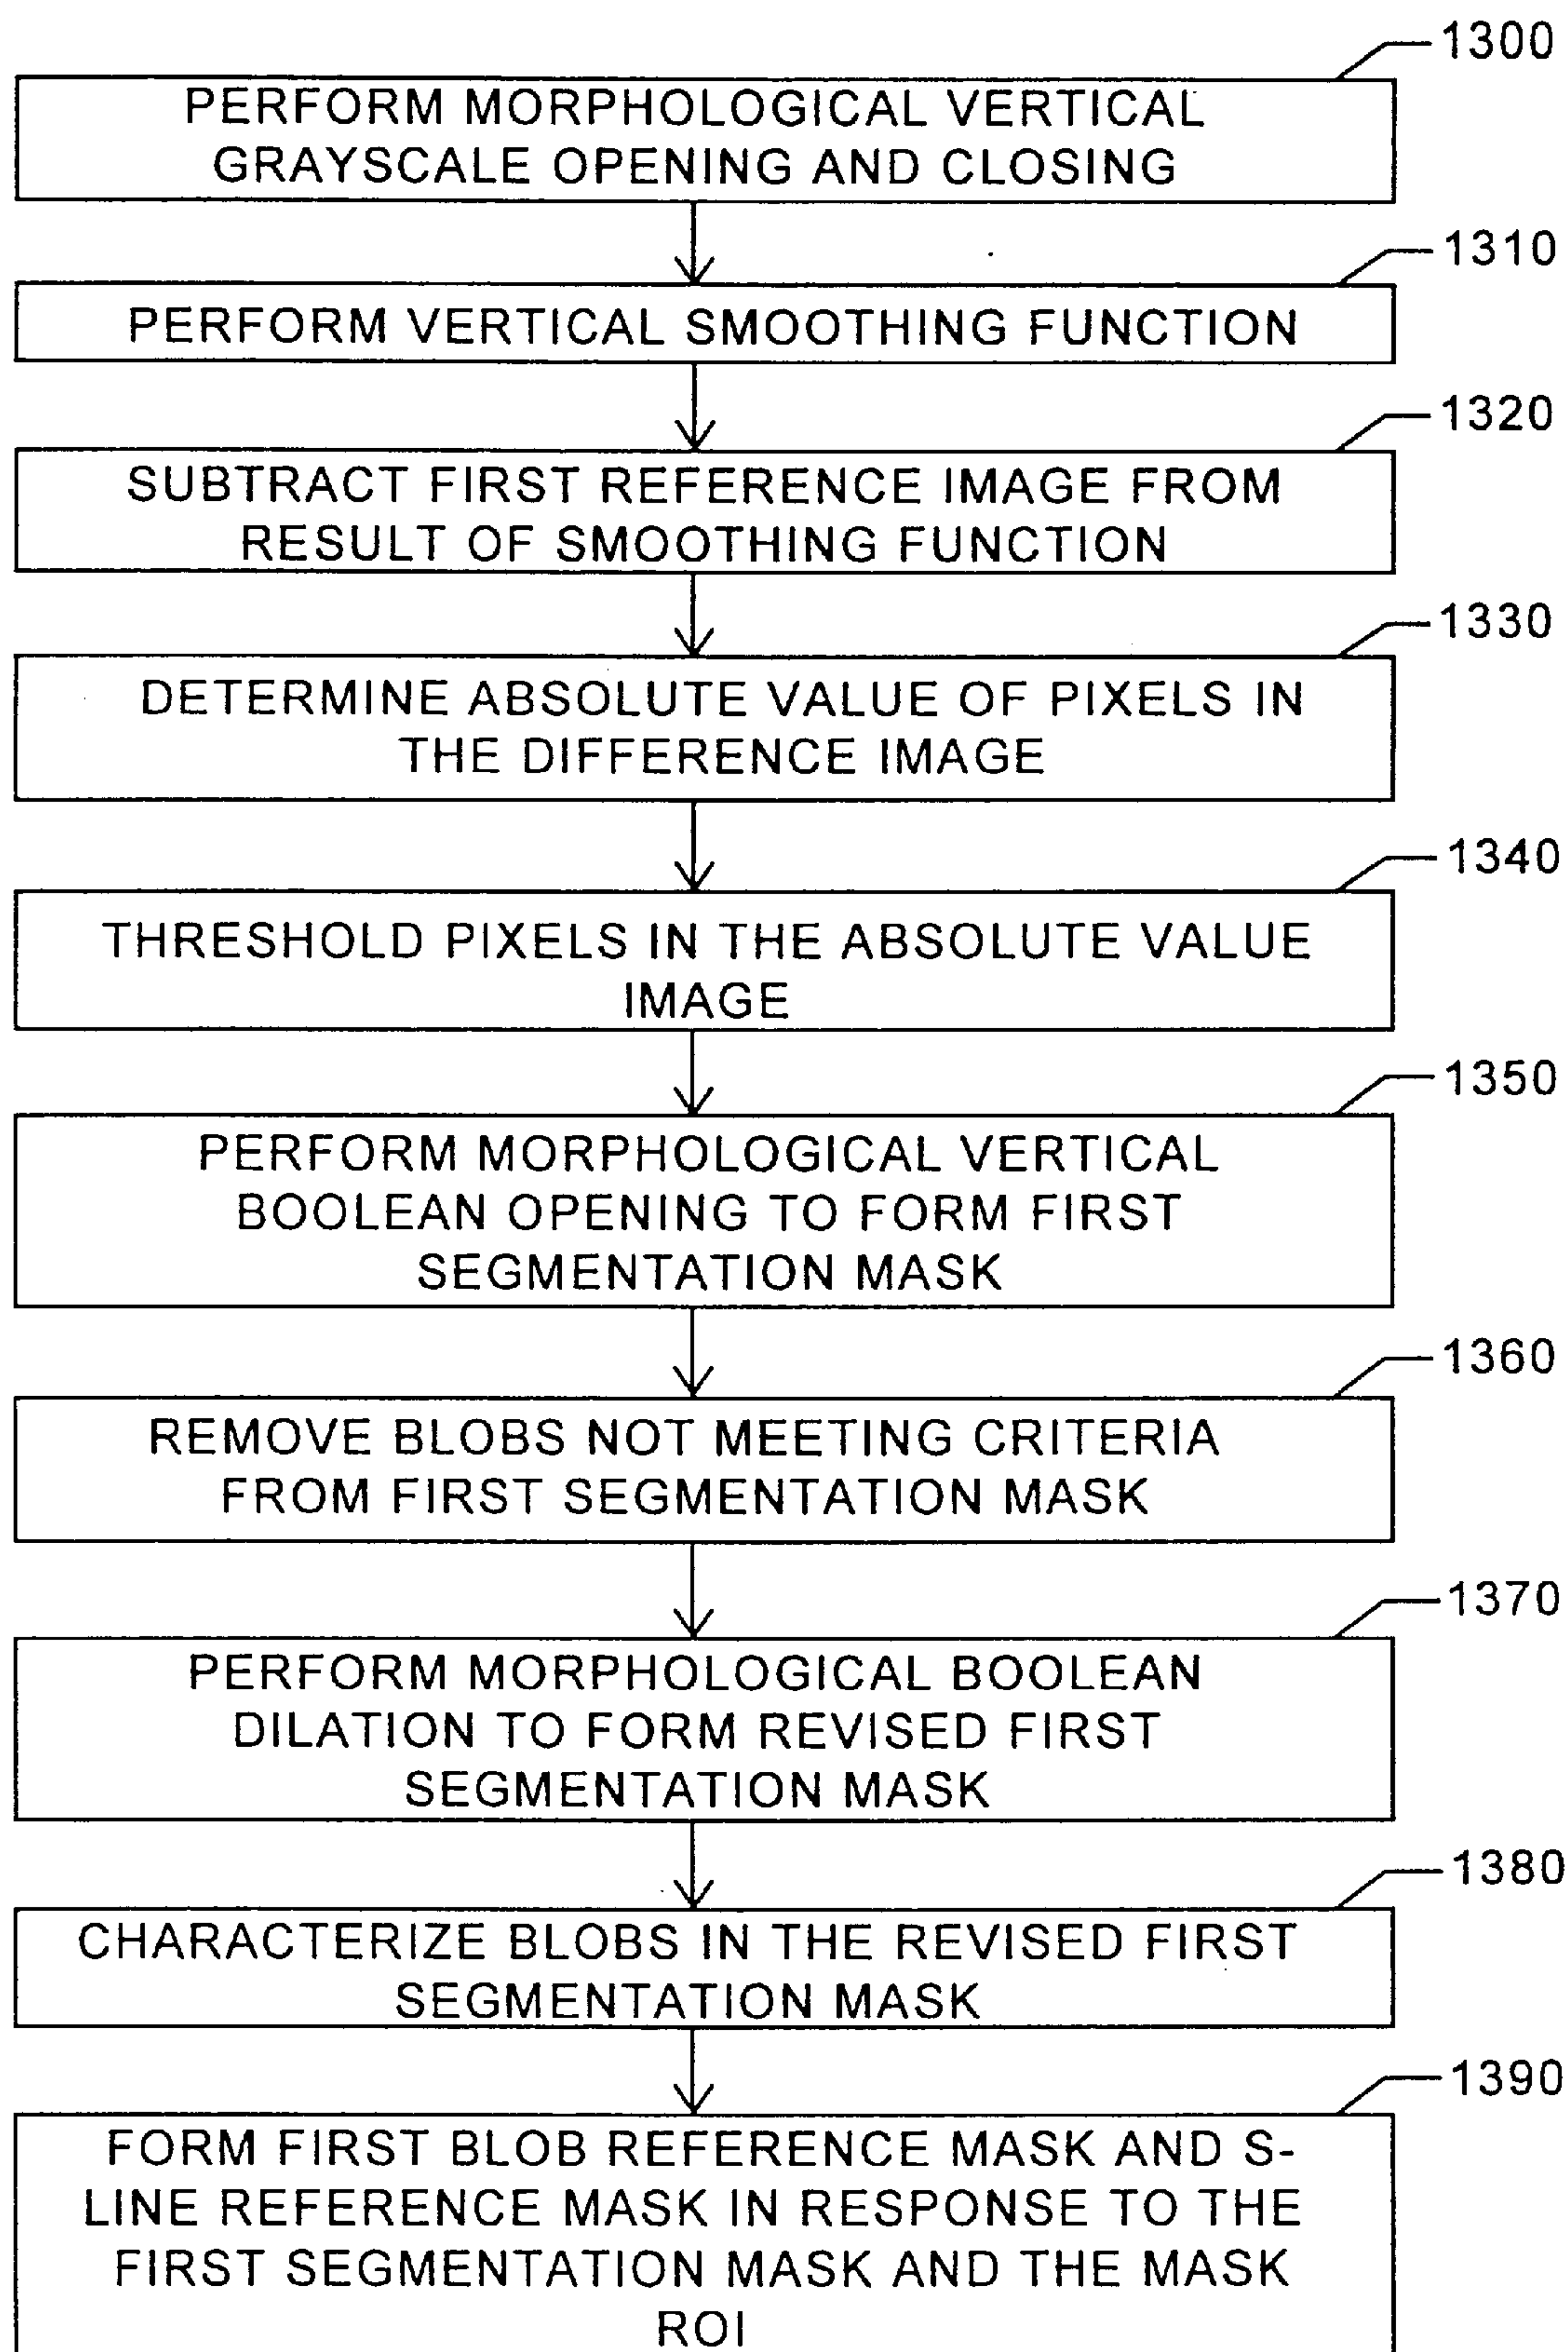 1300
PERFORM MORPHOLOGICAL VERTICAL
GRAYSCALE OPENING AND CLOSING
1310
PERFORM VERTICAL SMOOTHING FUNCTION
1320
SUBTRACT FIRST REFERENCE IMAGE FROM
RESULT OF SMOOTHING FUNCTION
1330
DETERMINE ABSOLUTE VALUE OF PIXELS IN
THE DIFFERENCE IMAGE
1340
THRESHOLD PIXELS IN THE ABSOLUTE VALUE
IMAGE
1350
PERFORM MORPHOLOGICAL VERTICAL
BOOLEAN OPENING TO FORM FIRST
SEGMENTATION MASK
1360
REMOVE BLOBS NOT MEETING CRITERIA
FROM FIRST SEGMENTATION MASK
1370
PERFORM MORPHOLOGICAL BOOLEAN
DILATION TO FORM REVISED FIRST
SEGMENTATION MASK
1380
CHARACTERIZE BLOBS IN THE REVISED FIRST
SEGMENTATION MASK
1390
FORM FIRST BLOB REFERENCE MASK AND S-
LINE REFERENCE MASK IN RESPONSE TO THE
FIRST SEGMENTATION MASK AND THE MASK
ROI